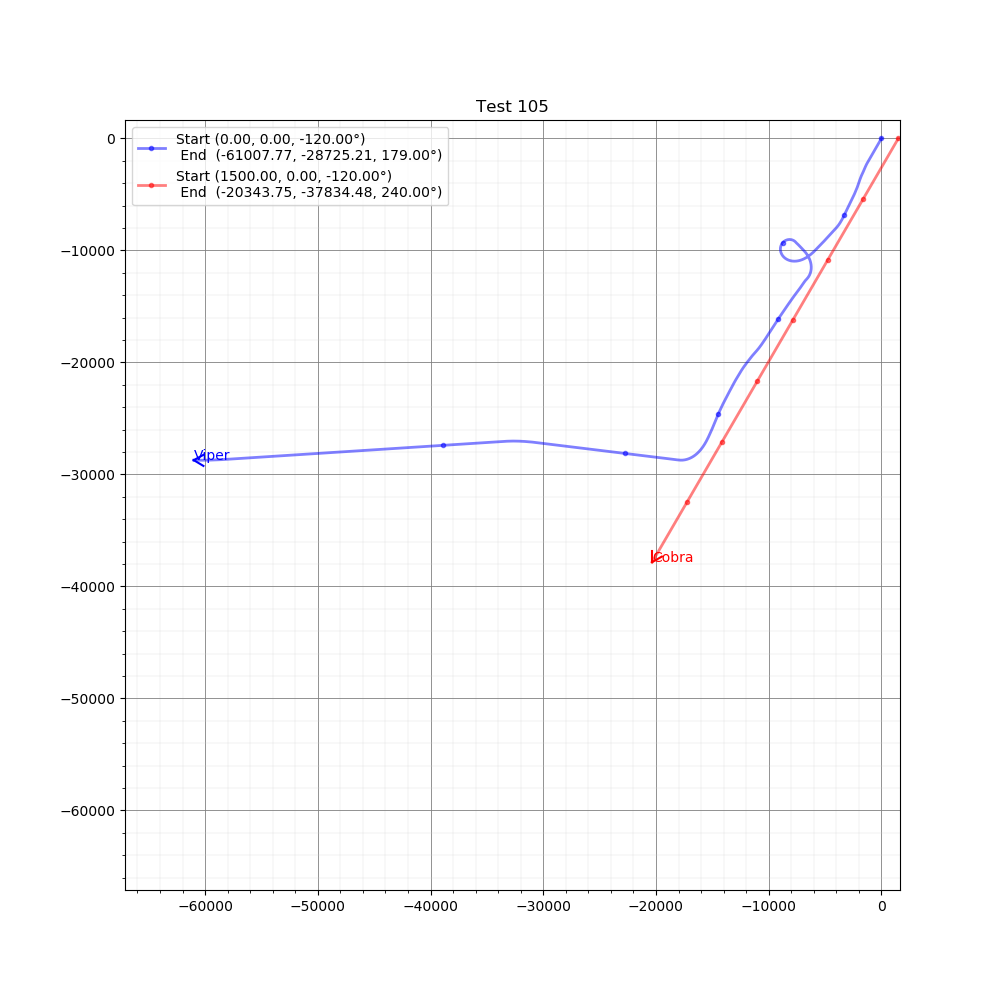 Test 105
Start (0.00, 0.00, -120.00°)
End (-61007.77, -28725.21, 179.00°)
Start (1500.00, 0.00, -120.00°)
End (-20343.75, -37834.48, 240.00°)
0
−10000
−20000
−30000
−40000
−50000
−60000
Viper
Cobra
−60000
−50000
−40000
−30000
−20000
−10000
0